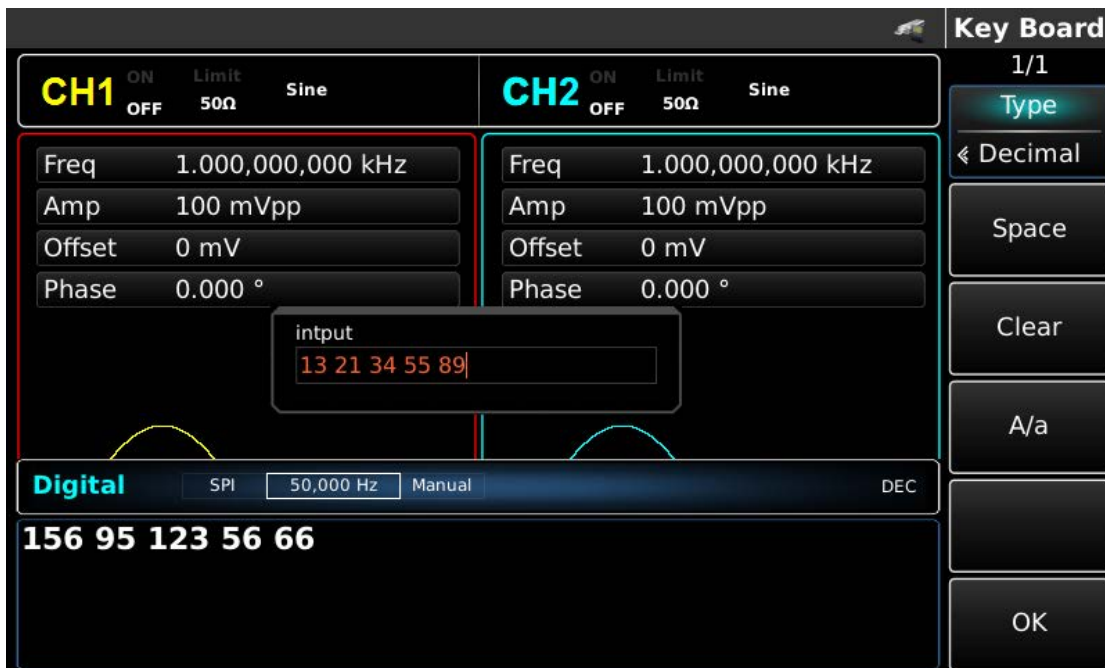 Key Board
1/1
CH1 ON OFF Limit 50Ω Sine
CH2 ON OFF Limit 50Ω Sine
Type
« Decimal
Freq 1.000,000,000 kHz
Freq 1.000,000,000 kHz
Amp 100 mVpp
Amp 100 mVpp
Space
Offset 0 mV
Offset 0 mV
Phase 0.000 °
Phase 0.000 °
intput
13 21 34 55 89
Clear
A/a
Digital SPI 50,000 Hz Manual DEC
156 95 123 56 66
OK